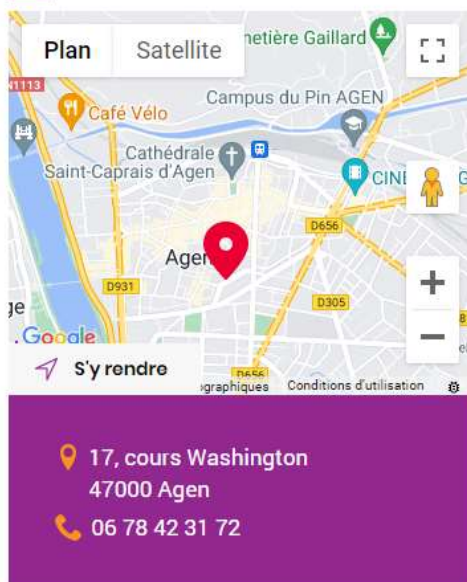 Plan
Satellite
netière Gaillard
N1113
Café Vélo
Campus du Pin AGEN
Cathédrale
Saint-Caprais d'Agen
CINE
G
D656
Agen
D931
D305
ge
Google
D656
S'y rendre
ographiques
Conditions d'utilisation
17, cours Washington
47000 Agen
06 78 42 31 72